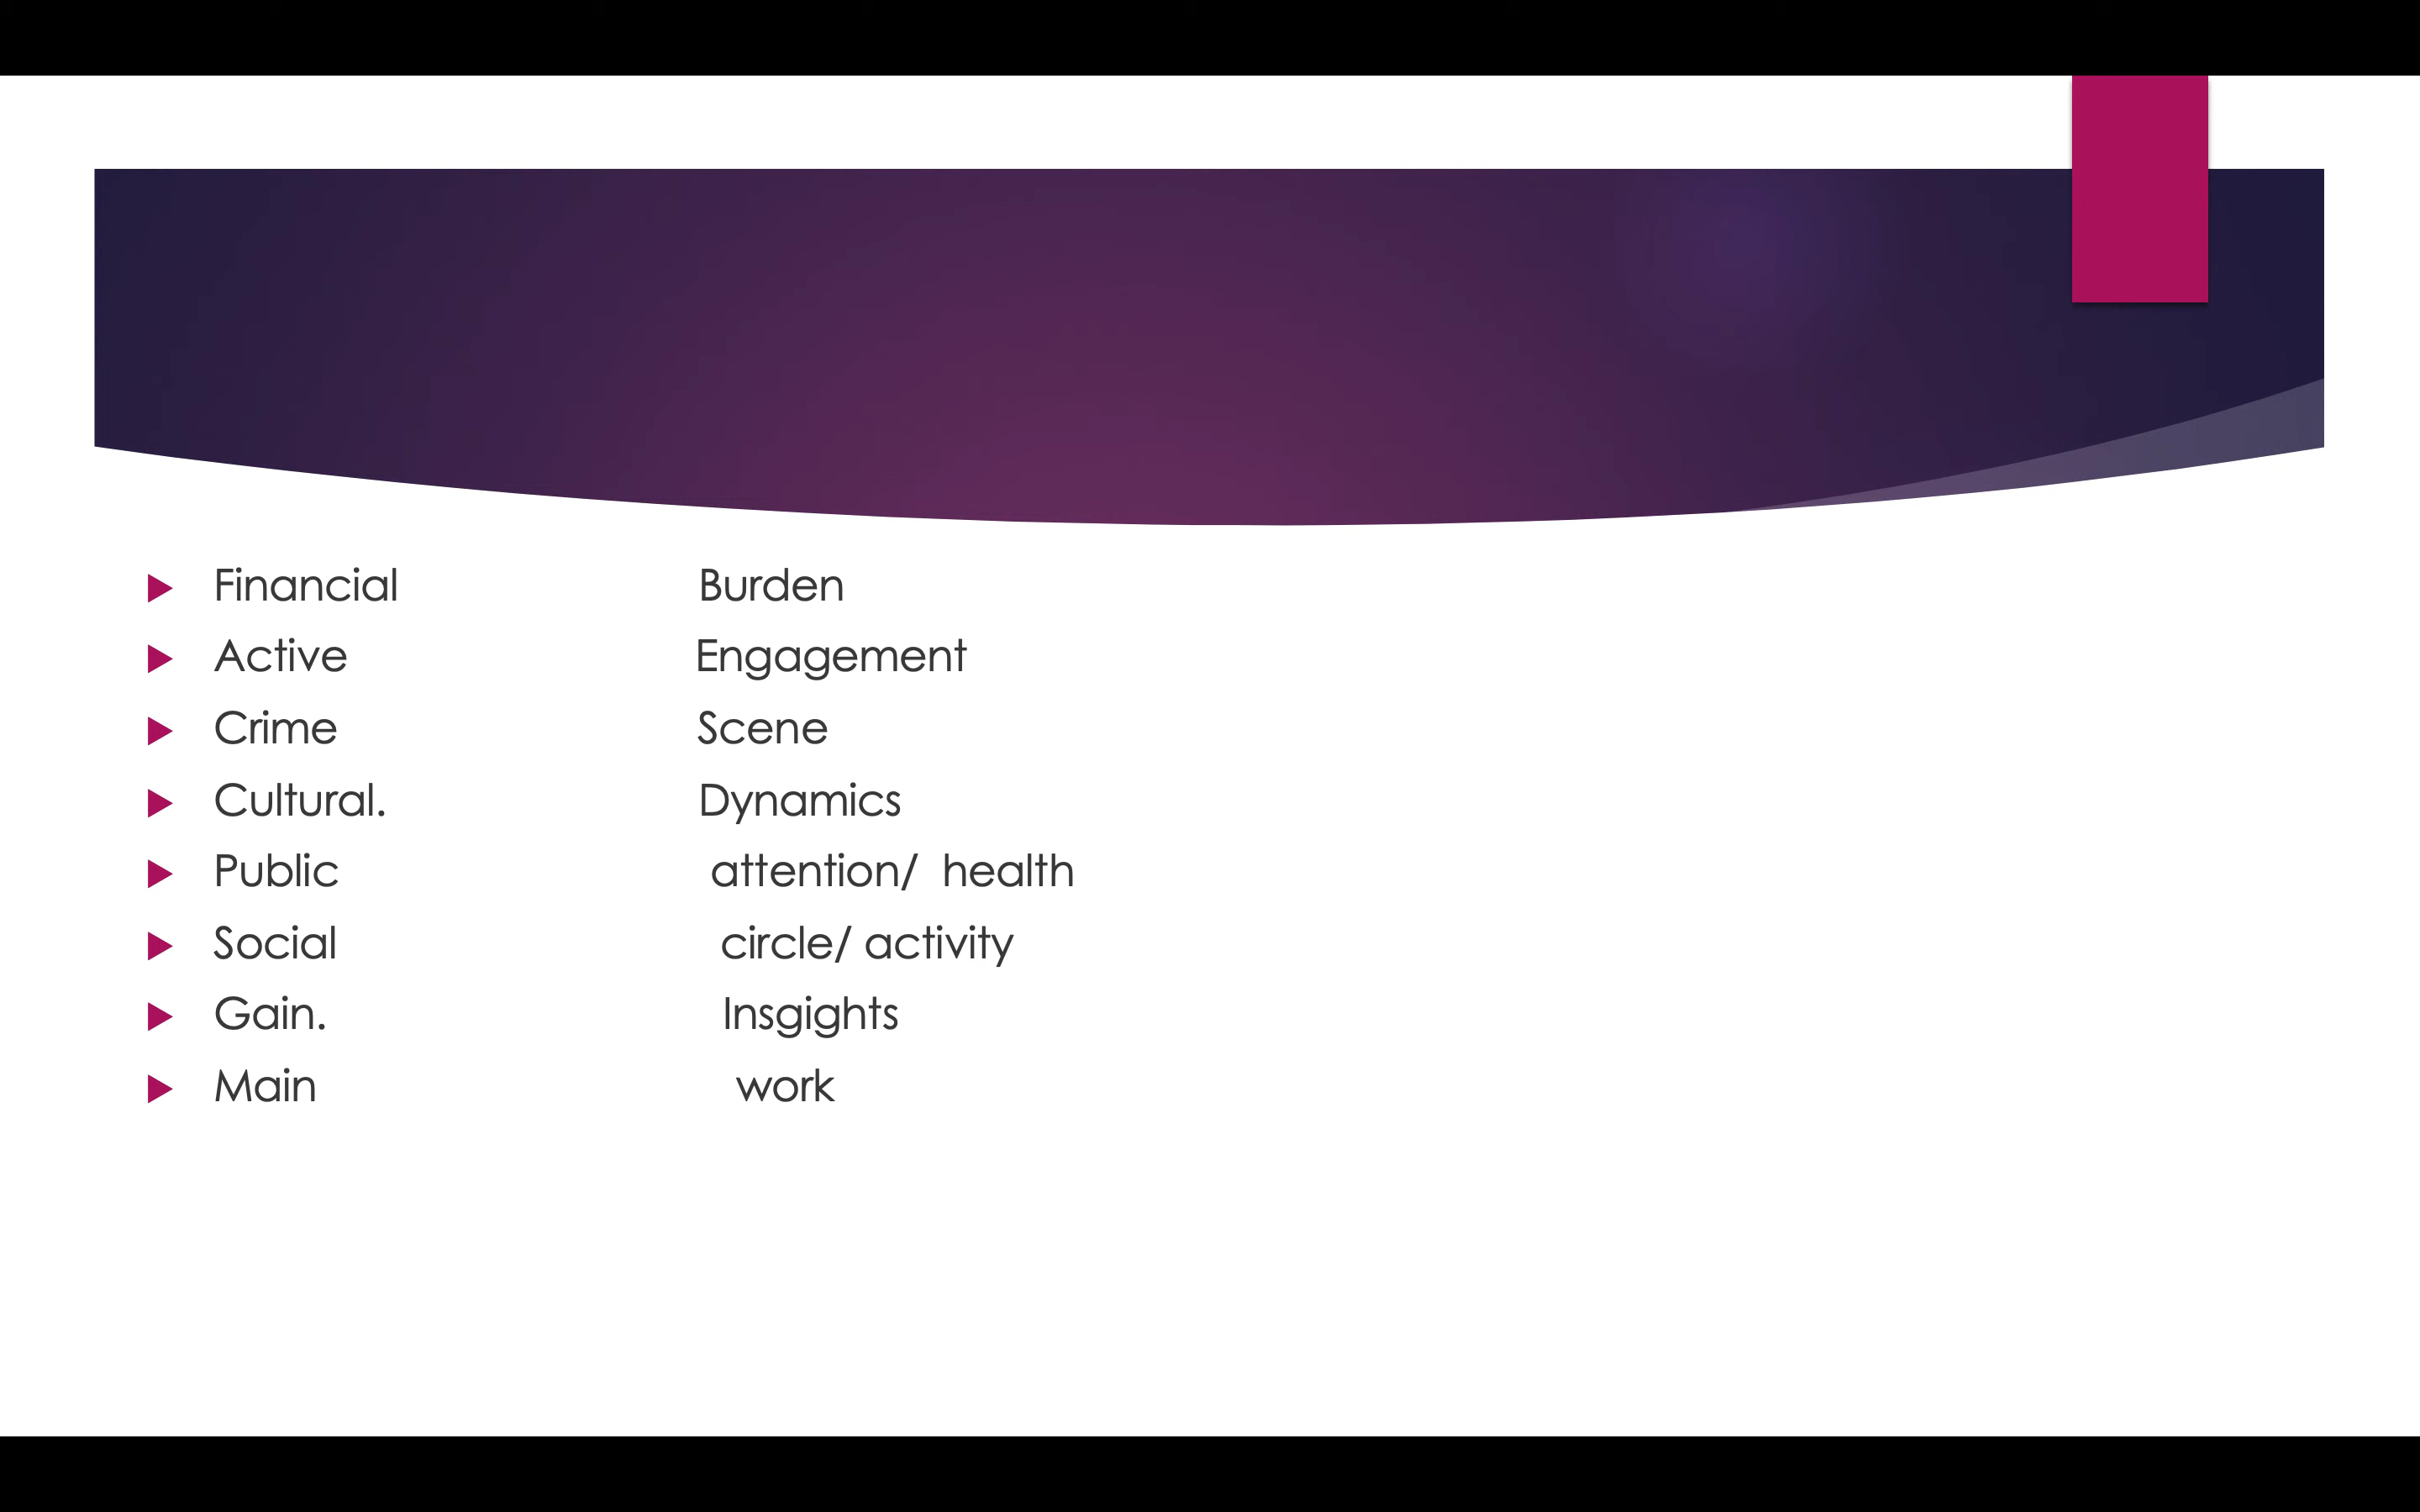 Financial Burden
Active Engagement
Crime Scene
Cultural. Dynamics
Public attention/ health
Social circle/ activity
Gain. Insgights
Main work